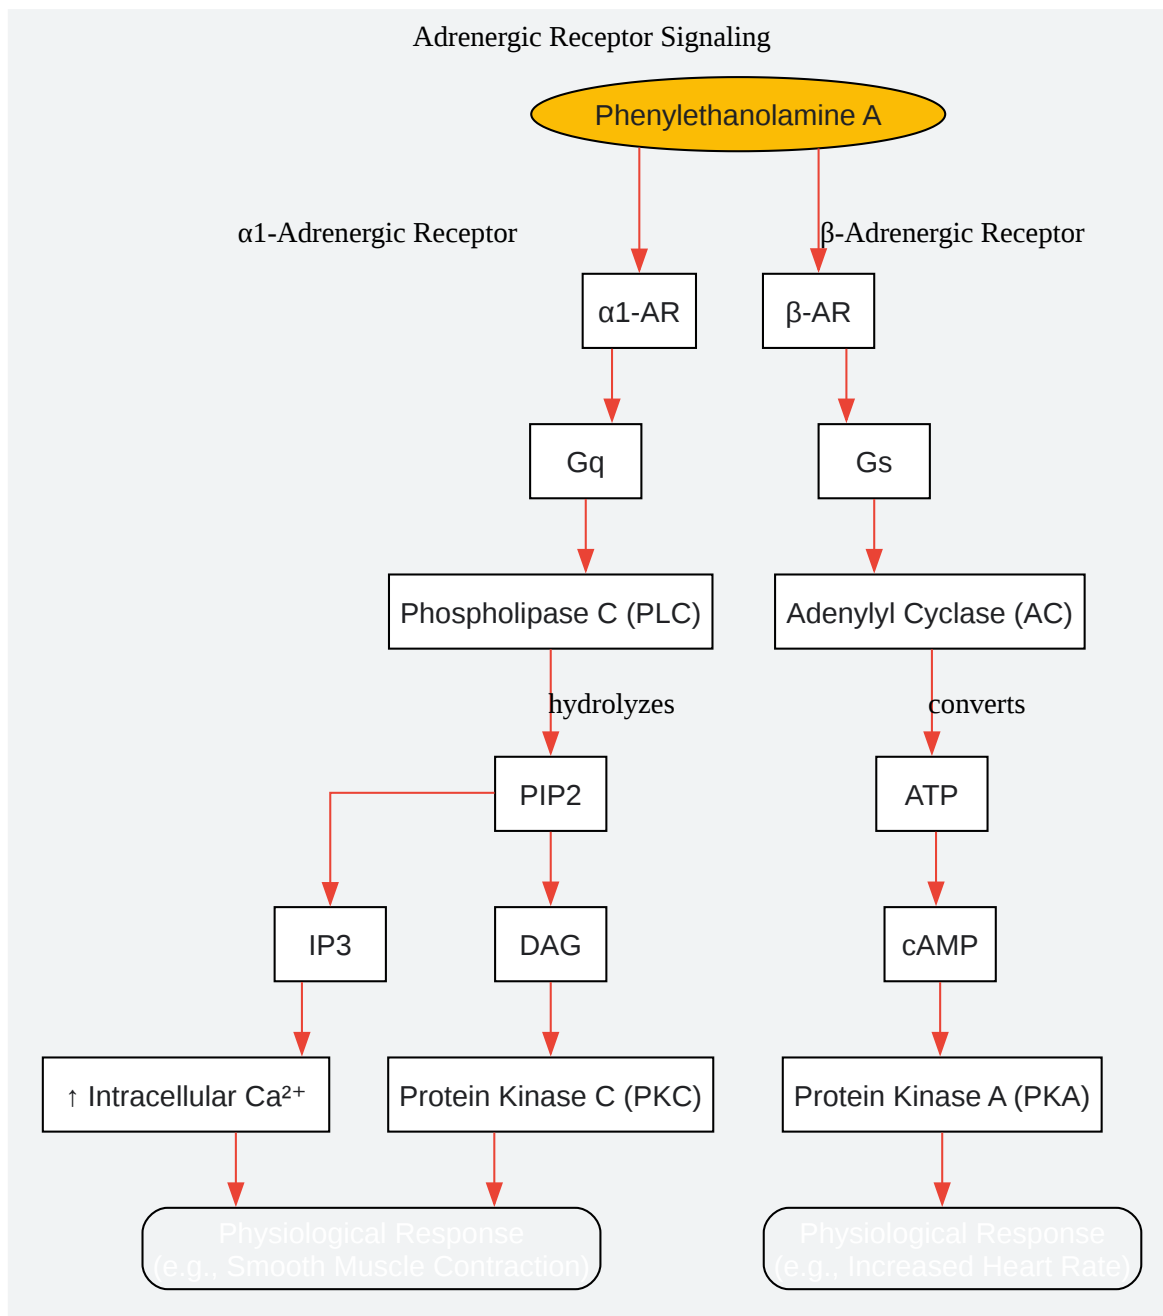 Adrenergic Receptor Signaling
Phenylethanolamine A
α1-Adrenergic Receptor
β-Adrenergic Receptor
α1-AR
β-AR
Gq
Gs
Phospholipase C (PLC)
Adenylyl Cyclase (AC)
hydrolyzes
converts
PIP2
ATP
IP3
DAG
cAMP
↑ Intracellular Ca²⁺
Protein Kinase C (PKC)
Protein Kinase A (PKA)
Physiological Response
(e.g., Smooth Muscle Contraction)
Physiological Response
(e.g., Increased Heart Rate)